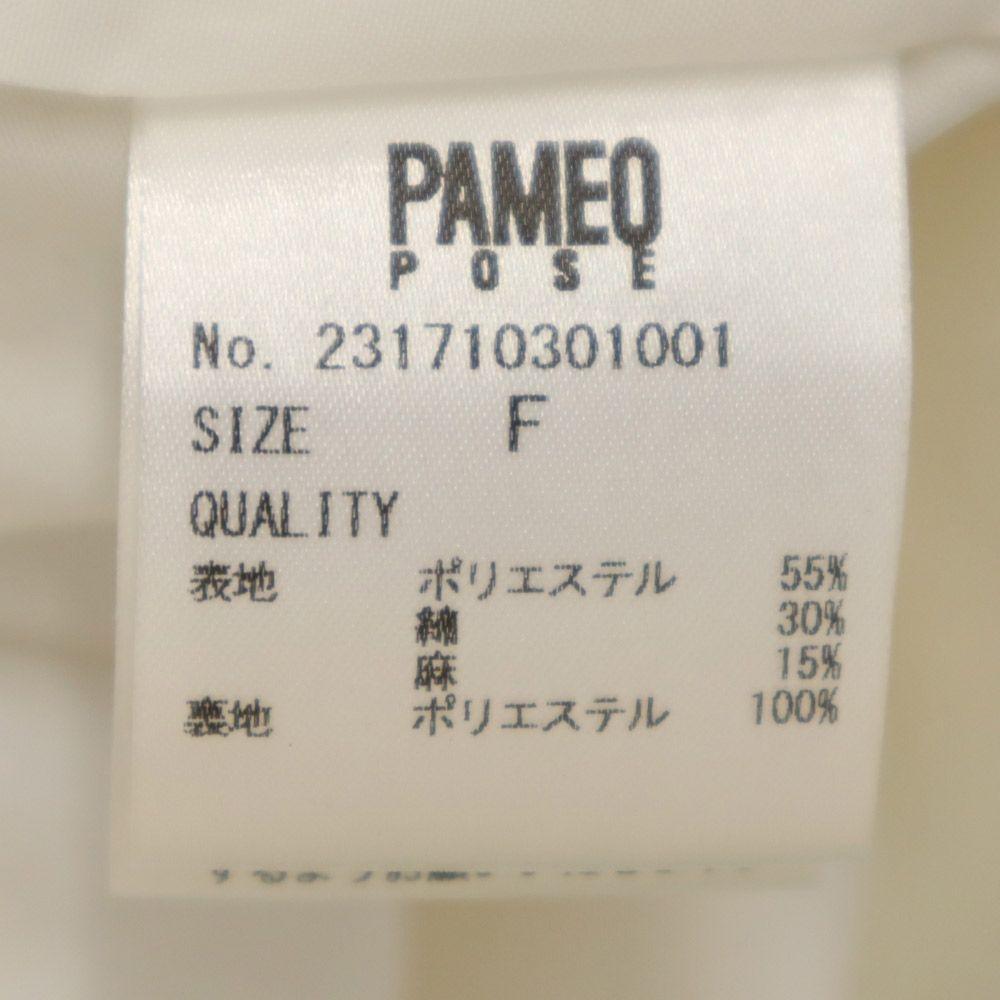 PAMEO
POSE
No. 231710301001
SIZE F
QUALITY
表地 ポリエステル 55%
綿 30%
麻 15%
裏地 ポリエステル 100%